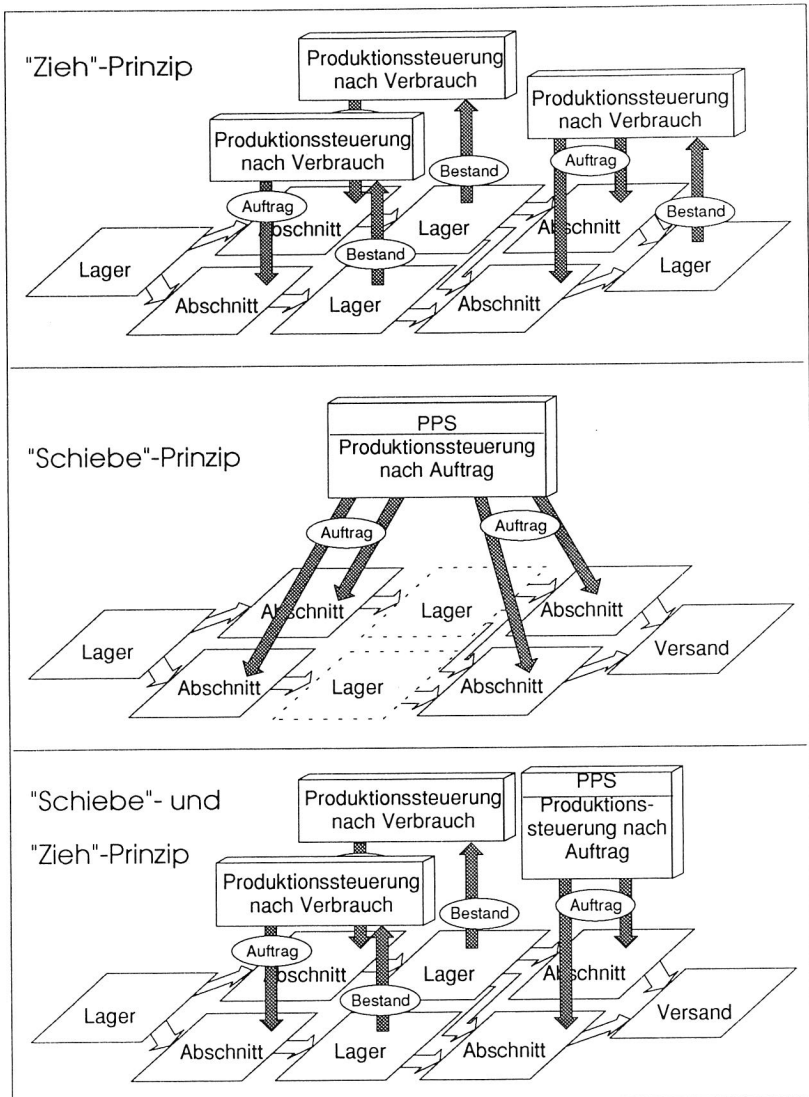 "Zieh"-Prinzip
Produktionssteuerung
nach Verbrauch
Produktionssteuerung
nach Verbrauch
Produktionssteuerung
nach Verbrauch
Auftrag
Bestand
Auftrag
Bestand
Bestand
Lager
Abschnitt
Lager
Abschnitt
Abschnitt
Lager
Abschnitt
Lager
"Schiebe"-Prinzip
PPS
Produktionssteuerung
nach Auftrag
Auftrag
Auftrag
Abschnitt
Lager
Abschnitt
Lager
Versand
Abschnitt
Lager
Abschnitt
"Schiebe"- und
"Zieh"-Prinzip
Produktionssteuerung
nach Verbrauch
PPS
Produktions-
steuerung nach
Auftrag
Produktionssteuerung
nach Verbrauch
Auftrag
Bestand
Auftrag
Bestand
Abschnitt
Lager
Abschnitt
Lager
Versand
Abschnitt
Lager
Abschnitt